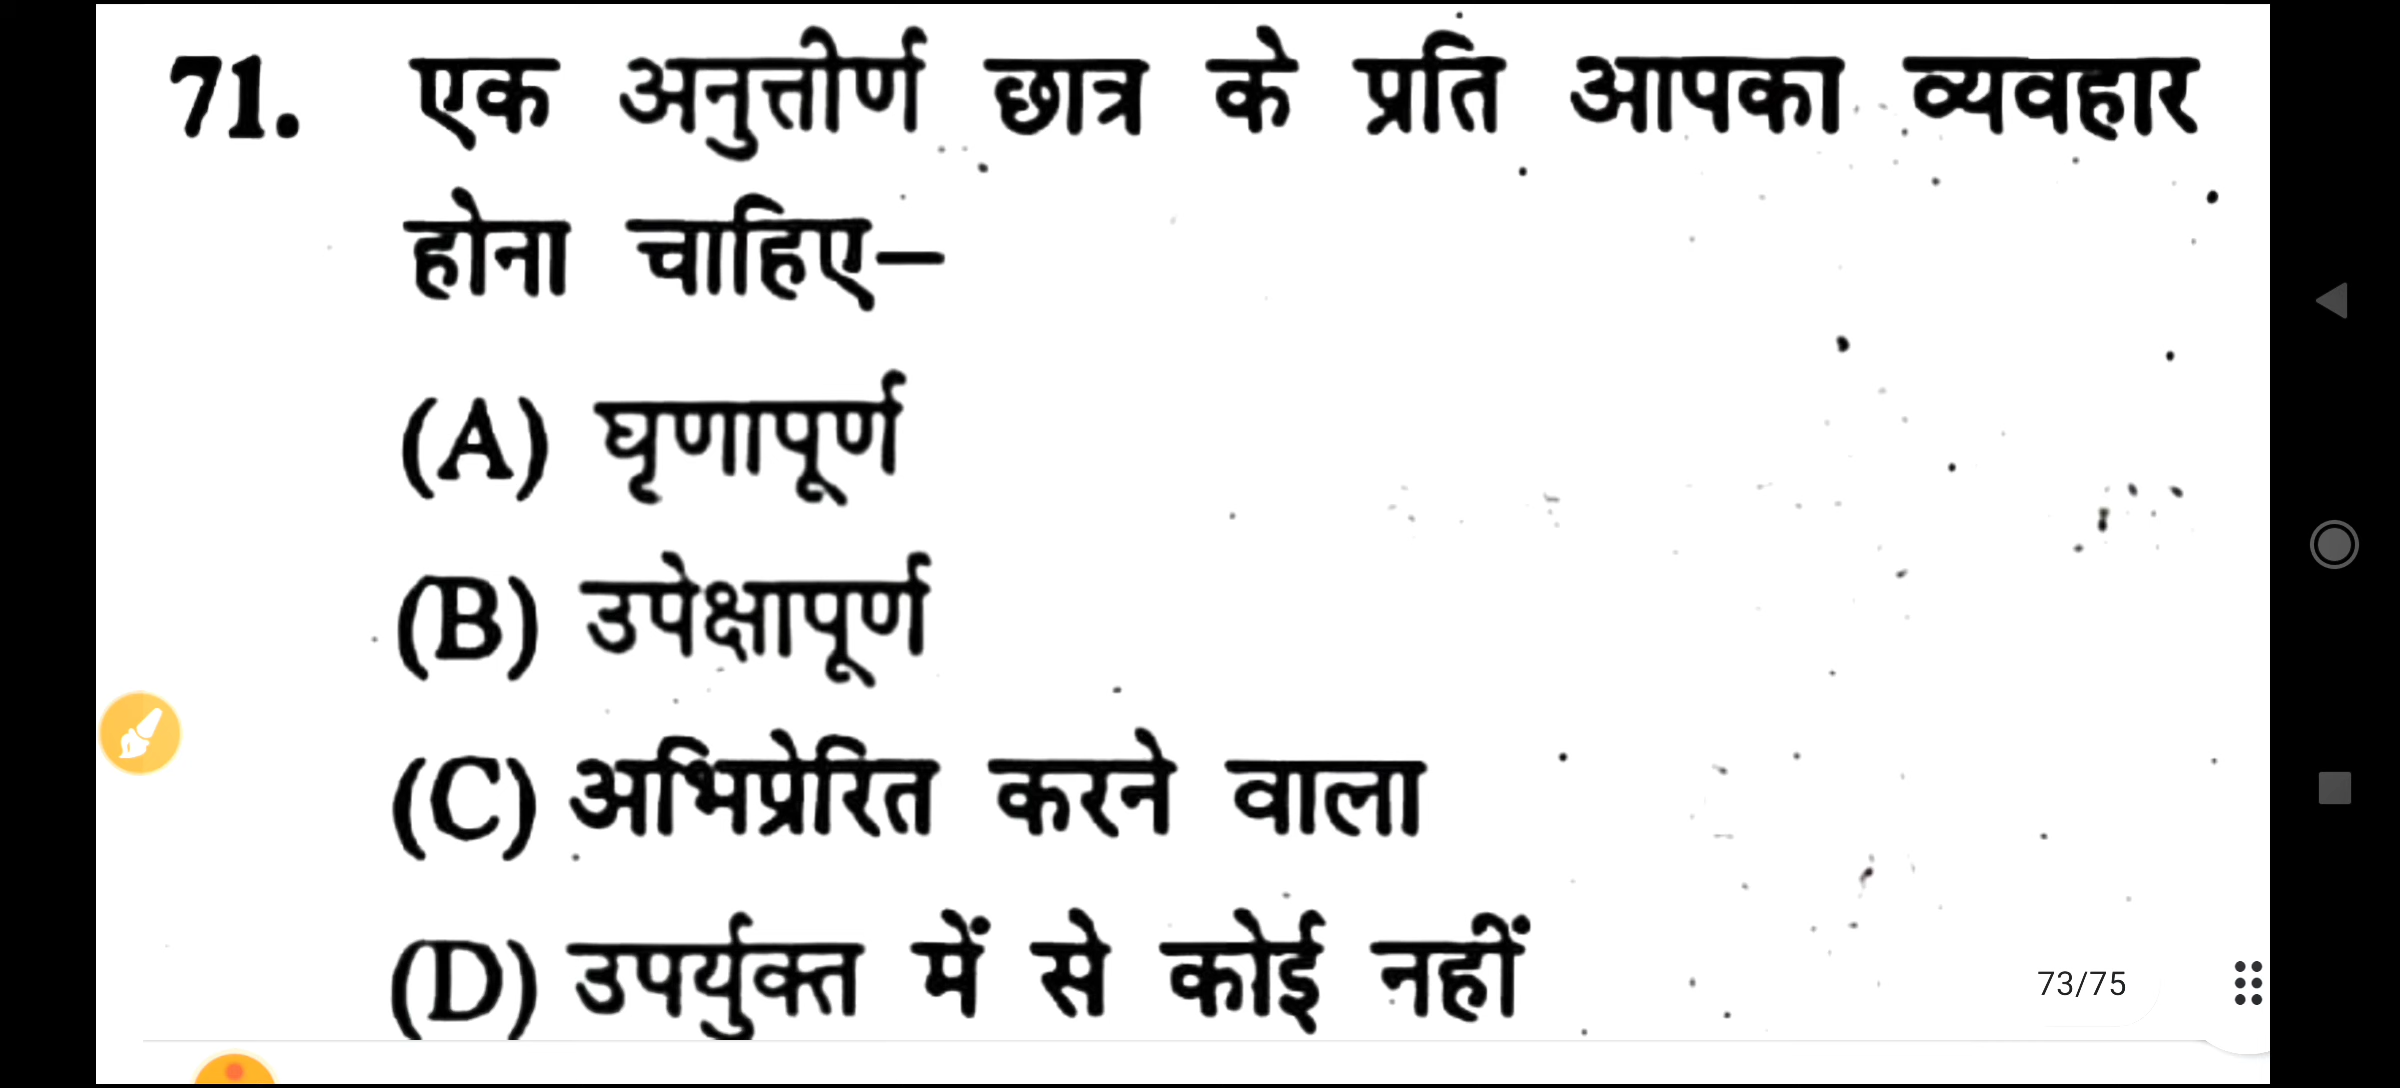 71. एक अनुत्तीर्ण छात्र के प्रति आपका व्यवहार
होना चाहिए—
(A) घृणापूर्ण
(B) उपेक्षापूर्ण
(C) अभिप्रेरित करने वाला
(D) उपर्युक्त में से कोई नहीं
73/75